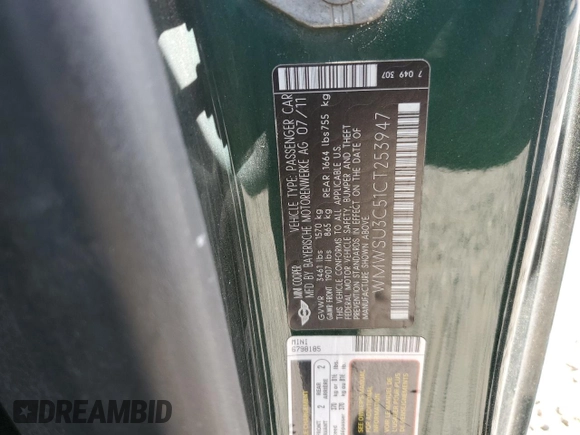 7 049 307
MINI COOPER VEHICLE TYPE: PASSENGER CAR
MFD BY BAYERISCHE MOTORENWERKE AG 07/11
GVWR 3461 lbs 1570 kg
GAWR FRONT 1907 lbs 865 kg REAR 1664 lbs755 kg
THIS VEHICLE CONFORMS TO ALL APPLICABLE U.S.
FEDERAL MOTOR VEHICLE SAFETY, BUMPER AND THEFT
PREVENTION STANDARDS IN EFFECT ON THE DATE OF
MANUFACTURE SHOWN ABOVE.
WMWSU3C51CT253947
MINI
6790105
DREAMBID